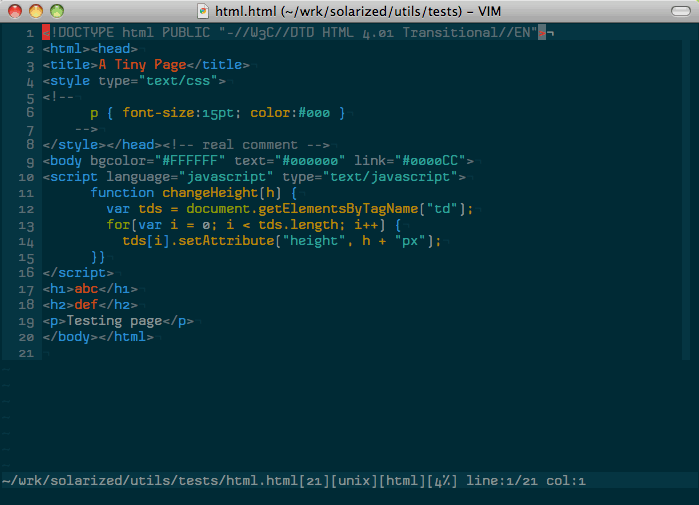 html.html (~/wrk/solarized/utils/tests) - VIM
1 <!DOCTYPE html PUBLIC "-//W3C//DTD HTML 4.01 Transitional//EN">¬
2 <html><head>¬
3 <title>A Tiny Page</title>¬
4 <style type="text/css">¬
5 <!--¬
6       p { font-size:15pt; color:#000 }¬
7     -->¬
8 </style></head><!-- real comment -->¬
9 <body bgcolor="#FFFFFF" text="#000000" link="#0000CC">¬
10 <script language="javascript" type="text/javascript">¬
11       function changeHeight(h) {¬
12         var tds = document.getElementsByTagName("td");¬
13         for(var i = 0; i < tds.length; i++) {¬
14           tds[i].setAttribute("height", h + "px");¬
15       }}¬
16 </script>¬
17 <h1>abc</h1>¬
18 <h2>def</h2>¬
19 <p>Testing page</p>¬
20 </body></html>¬
21 ¬
~
~
~
~
~
~
~
~/wrk/solarized/utils/tests/html.html[21][unix][html][4%] line:1/21 col:1